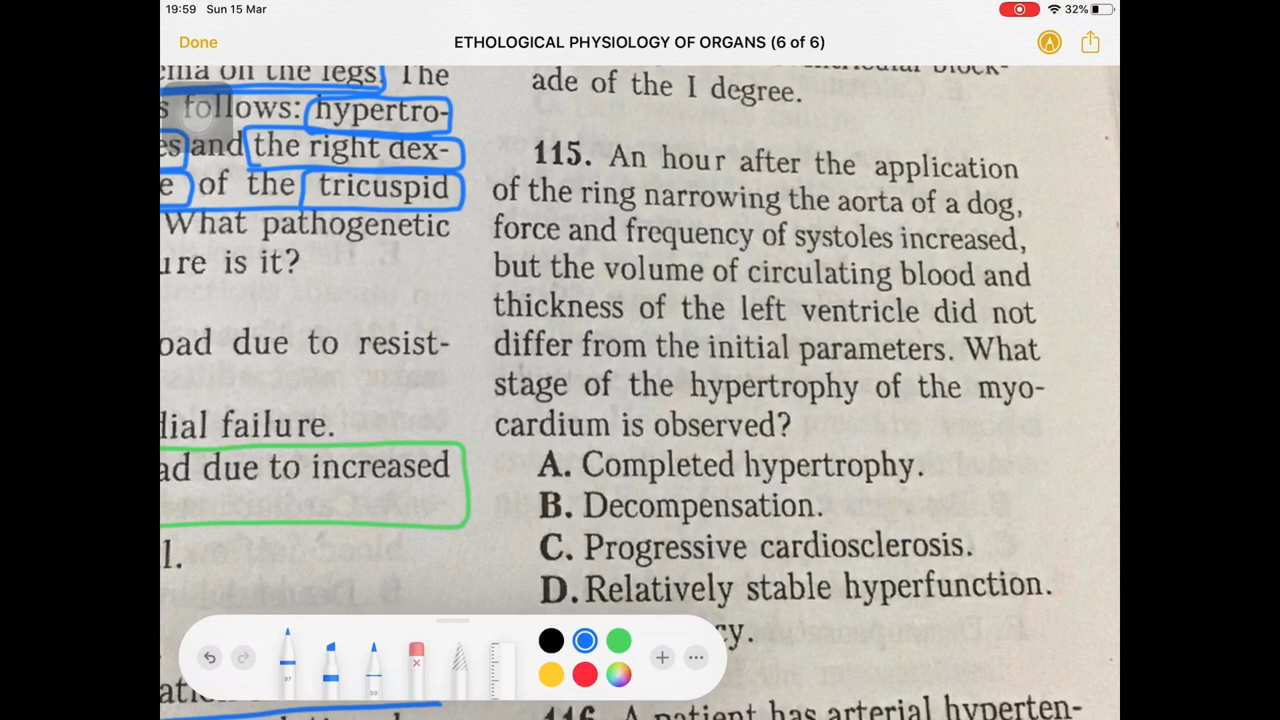 19:59 Sun 15 Mar
32%
Done
ETHOLOGICAL PHYSIOLOGY OF ORGANS (6 of 6)
on the legs. The
follows: hypertro-
and the right dex-
of the tricuspid
What pathogenetic
is it?
due to resist-
failure.
due to increased
ade of the I degree.
115. An hour after the application
of the ring narrowing the aorta of a dog,
force and frequency of systoles increased,
but the volume of circulating blood and
thickness of the left ventricle did not
differ from the initial parameters. What
stage of the hypertrophy of the myo-
cardium is observed?
A. Completed hypertrophy.
B. Decompensation.
C. Progressive cardiosclerosis.
D. Relatively stable hyperfunction.
97
50
A patient has arterial hyperten-